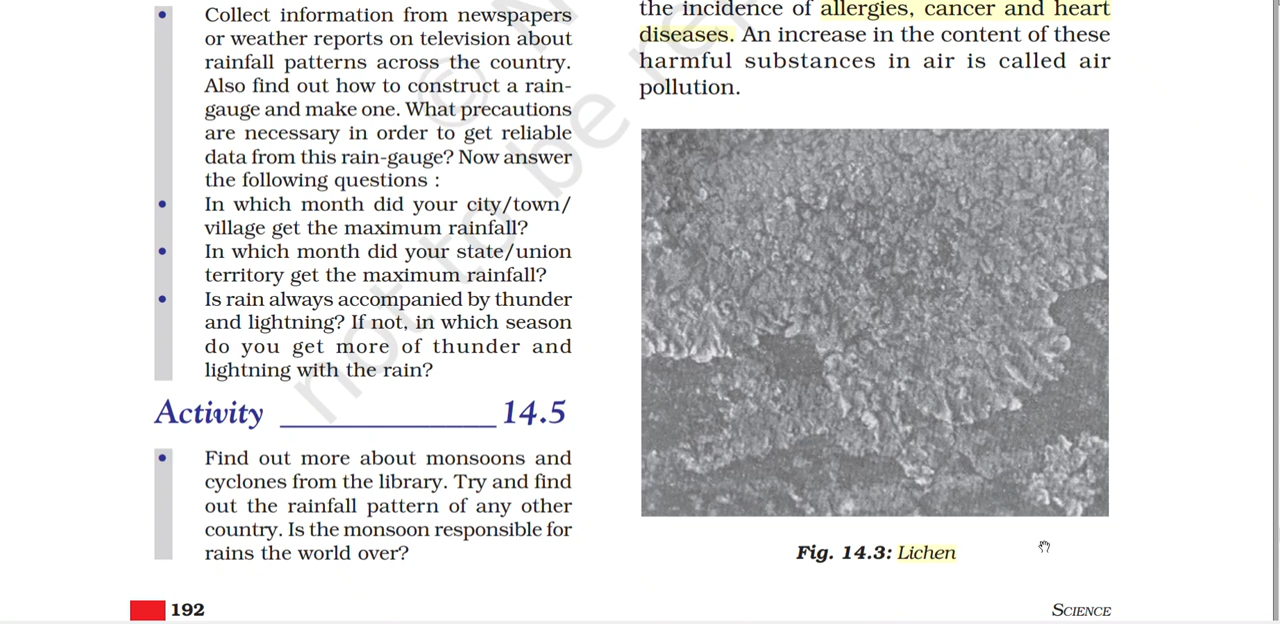 Collect information from newspapers
or weather reports on television about
rainfall patterns across the country.
Also find out how to construct a rain-
gauge and make one. What precautions
are necessary in order to get reliable
data from this rain-gauge? Now answer
the following questions :
In which month did your city/town/
village get the maximum rainfall?
In which month did your state/union
territory get the maximum rainfall?
Is rain always accompanied by thunder
and lightning? If not, in which season
do you get more of thunder and
lightning with the rain?
Activity 14.5
Find out more about monsoons and
cyclones from the library. Try and find
out the rainfall pattern of any other
country. Is the monsoon responsible for
rains the world over?
the incidence of allergies, cancer and heart
diseases. An increase in the content of these
harmful substances in air is called air
pollution.
Fig. 14.3: Lichen
192
SCIENCE
© N
not to be re